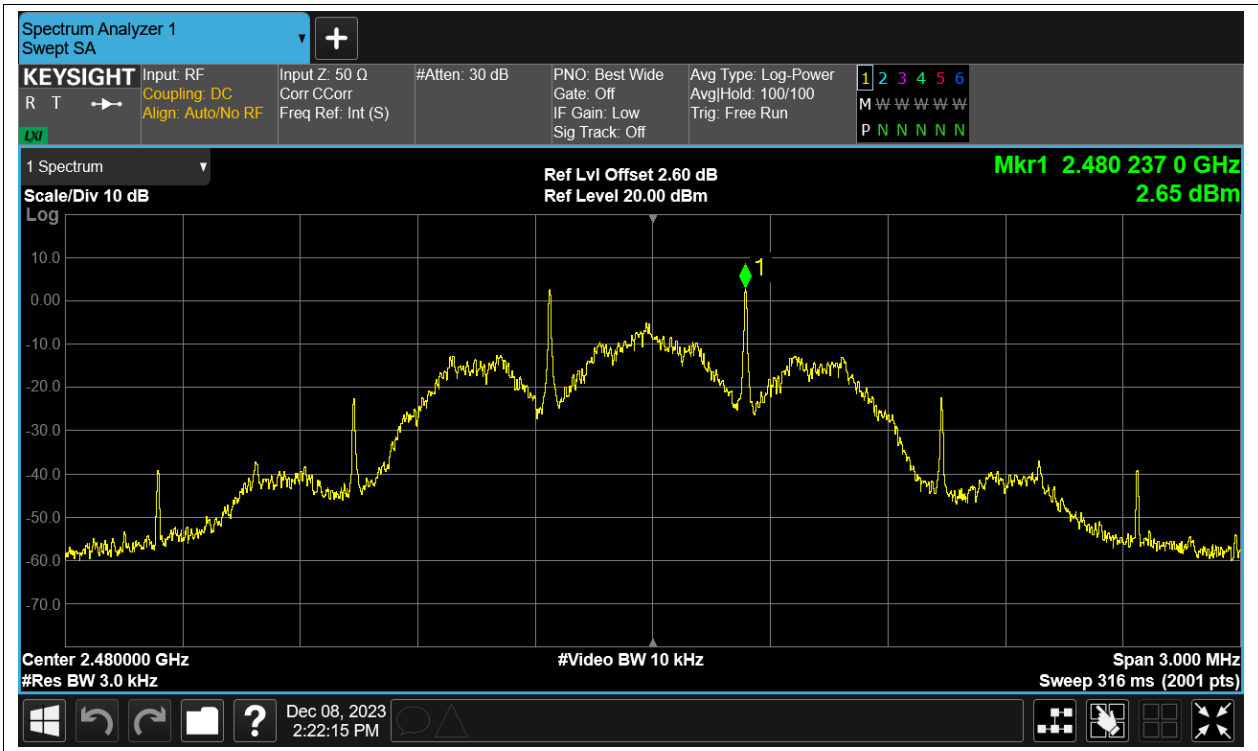 Spectrum Analyzer 1
Swept SA
KEYSIGHT
R T
LXI
Input: RF
Coupling: DC
Align: Auto/No RF
Input Z: 50 Ω
Corr CCorr
Freq Ref: Int (S)
#Atten: 30 dB
PNO: Best Wide
Gate: Off
IF Gain: Low
Sig Track: Off
Avg Type: Log-Power
Avg|Hold: 100/100
Trig: Free Run
1 2 3 4 5 6
M W W W W W
P N N N N N
1 Spectrum
Scale/Div 10 dB
Log
Ref Lvl Offset 2.60 dB
Ref Level 20.00 dBm
Mkr1 2.480 237 0 GHz
2.65 dBm
1
10.0
0.00
-10.0
-20.0
-30.0
-40.0
-50.0
-60.0
-70.0
Center 2.480000 GHz
#Res BW 3.0 kHz
#Video BW 10 kHz
Span 3.000 MHz
Sweep 316 ms (2001 pts)
?
Dec 08, 2023
2:22:15 PM